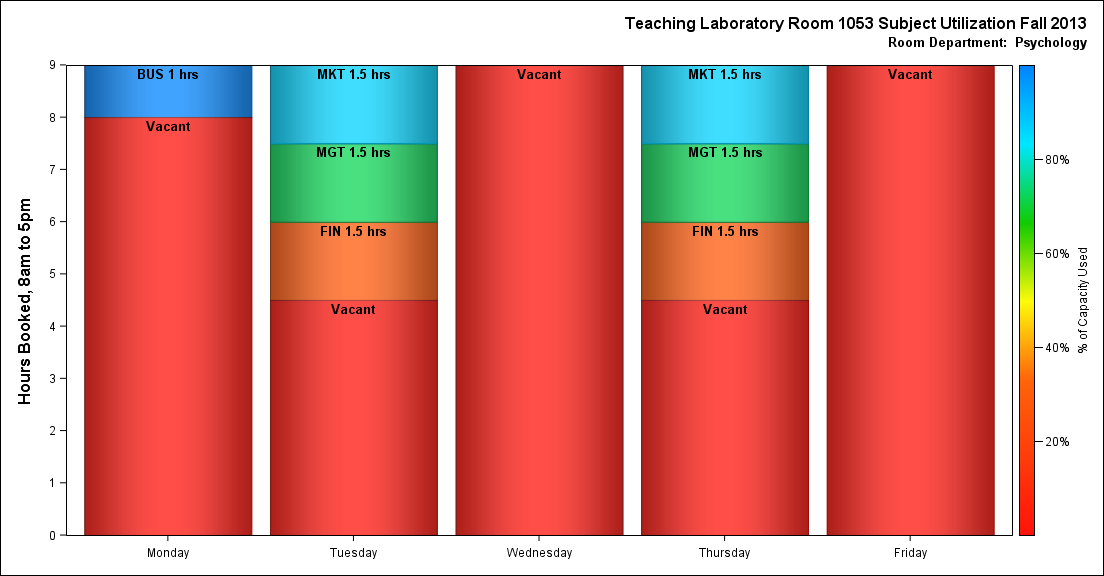 Teaching Laboratory Room 1053 Subject Utilization Fall 2013
Room Department:  Psychology
Hours Booked, 8am to 5pm
9
8
7
6
5
4
3
2
1
0
BUS 1 hrs
Vacant
MKT 1.5 hrs
MGT 1.5 hrs
FIN 1.5 hrs
Vacant
Vacant
MKT 1.5 hrs
MGT 1.5 hrs
FIN 1.5 hrs
Vacant
Vacant
Monday
Tuesday
Wednesday
Thursday
Friday
80%
60%
40%
20%
% of Capacity Used